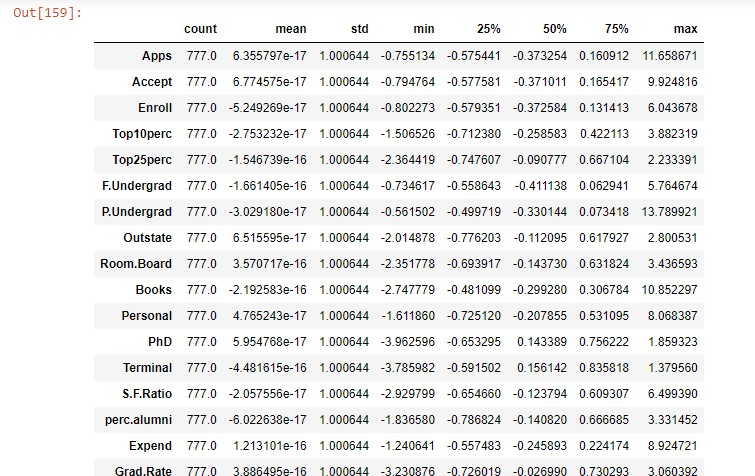 Out[159]:
count mean std min 25% 50% 75% max
Apps 777.0 6.355797e-17 1.000644 -0.755134 -0.575441 -0.373254 0.160912 11.658671
Accept 777.0 6.774575e-17 1.000644 -0.794764 -0.577581 -0.371011 0.165417 9.924816
Enroll 777.0 -5.249269e-17 1.000644 -0.802273 -0.579351 -0.372584 0.131413 6.043678
Top10perc 777.0 -2.753232e-17 1.000644 -1.506526 -0.712380 -0.258583 0.422113 3.882319
Top25perc 777.0 -1.546739e-16 1.000644 -2.364419 -0.747607 -0.090777 0.667104 2.233391
F.Undergrad 777.0 -1.661405e-16 1.000644 -0.734617 -0.558643 -0.411138 0.062941 5.764674
P.Undergrad 777.0 -3.029180e-17 1.000644 -0.561502 -0.499719 -0.330144 0.073418 13.789921
Outstate 777.0 6.515595e-17 1.000644 -2.014878 -0.776203 -0.112095 0.617927 2.800531
Room.Board 777.0 3.570717e-16 1.000644 -2.351778 -0.693917 -0.143730 0.631824 3.436593
Books 777.0 -2.192583e-16 1.000644 -2.747779 -0.481099 -0.299280 0.306784 10.852297
Personal 777.0 4.765243e-17 1.000644 -1.611860 -0.725120 -0.207855 0.531095 8.068387
PhD 777.0 5.954768e-17 1.000644 -3.962596 -0.653295 0.143389 0.756222 1.859323
Terminal 777.0 -4.481615e-16 1.000644 -3.785982 -0.591502 0.156142 0.835818 1.379560
S.F.Ratio 777.0 -2.057556e-17 1.000644 -2.929799 -0.654660 -0.123794 0.609307 6.499390
perc.alumni 777.0 -6.022638e-17 1.000644 -1.836580 -0.786824 -0.140820 0.666685 3.331452
Expend 777.0 1.213101e-16 1.000644 -1.240641 -0.557483 -0.245893 0.224174 8.924721
Grad.Rate 777.0 3.886495e-16 1.000644 -3.230876 -0.726019 -0.026990 0.730293 3.060392